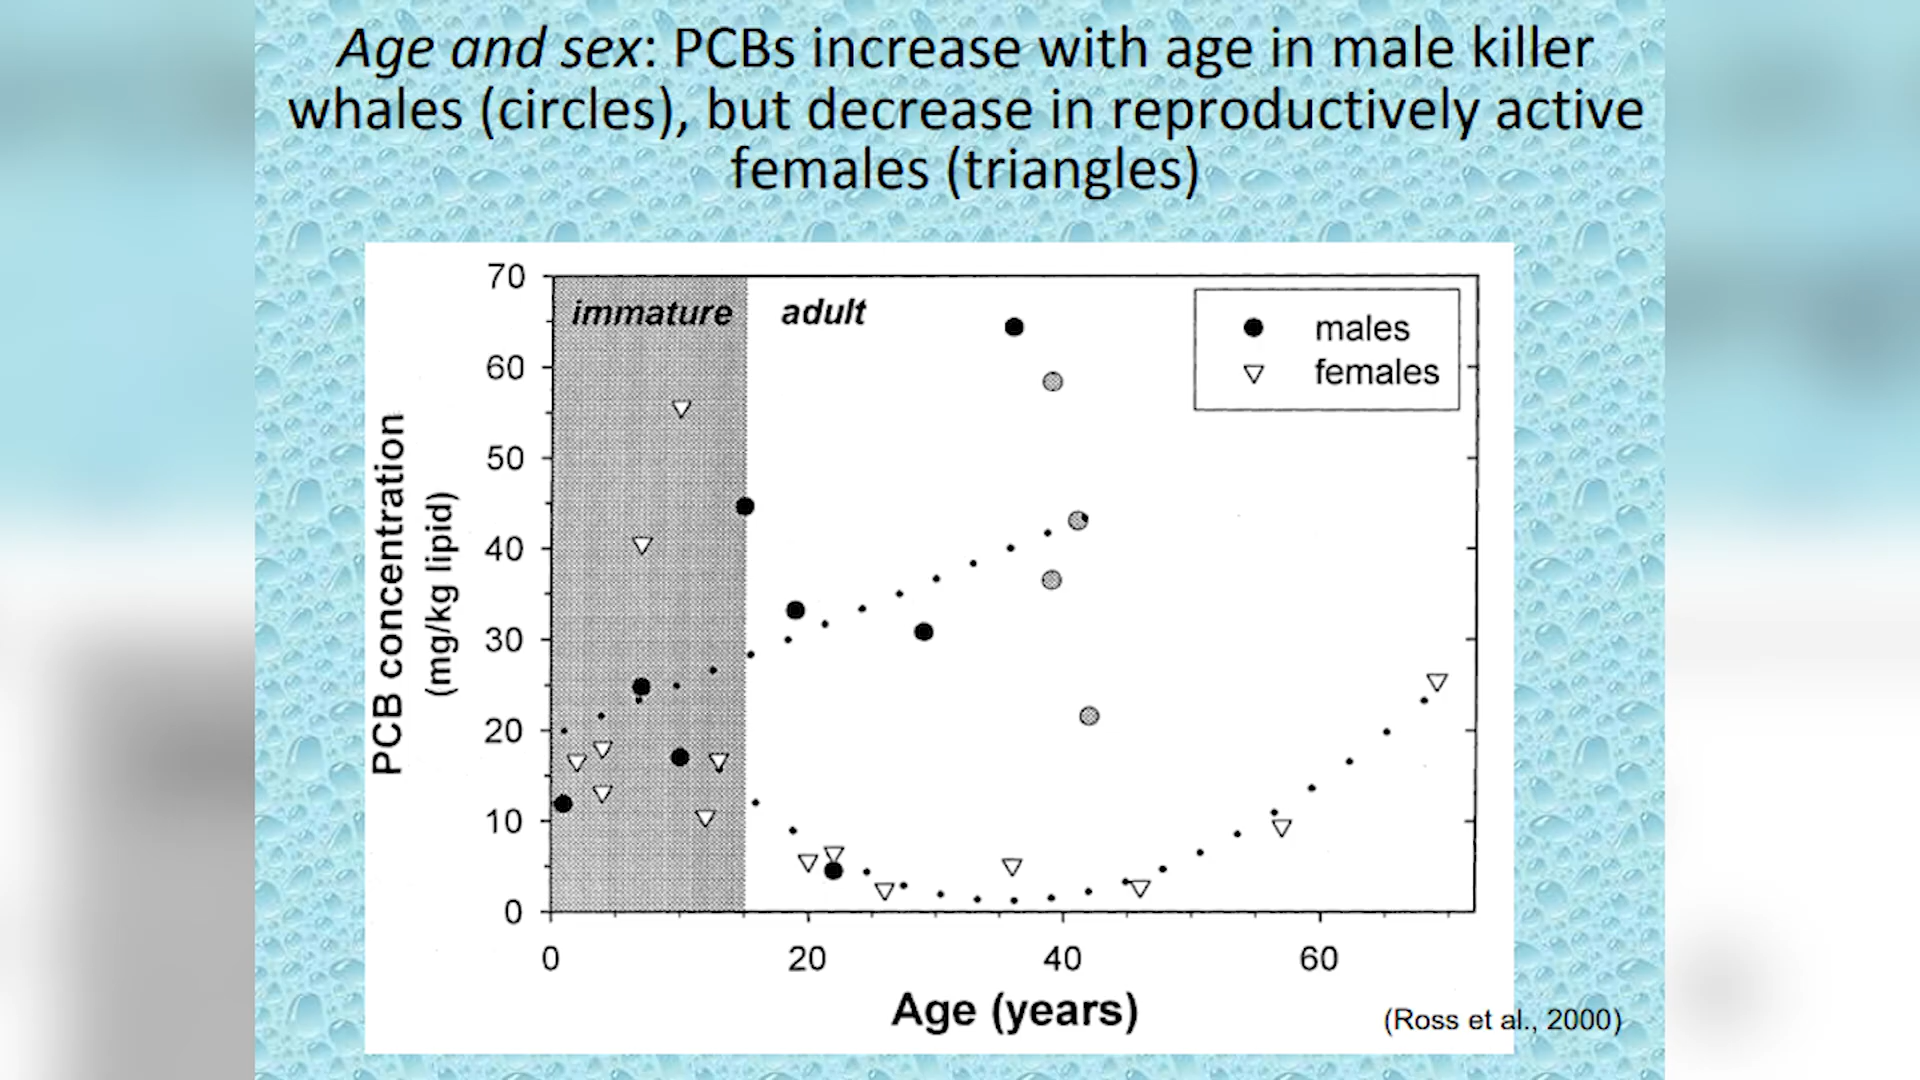 Age and sex: PCBs increase with age in male killer
whales (circles), but decrease in reproductively active
females (triangles)
70
60
50
40
30
20
10
0
PCB concentration
(mg/kg lipid)
immature
adult
males
females
0 20 40 60
Age (years)
(Ross et al., 2000)